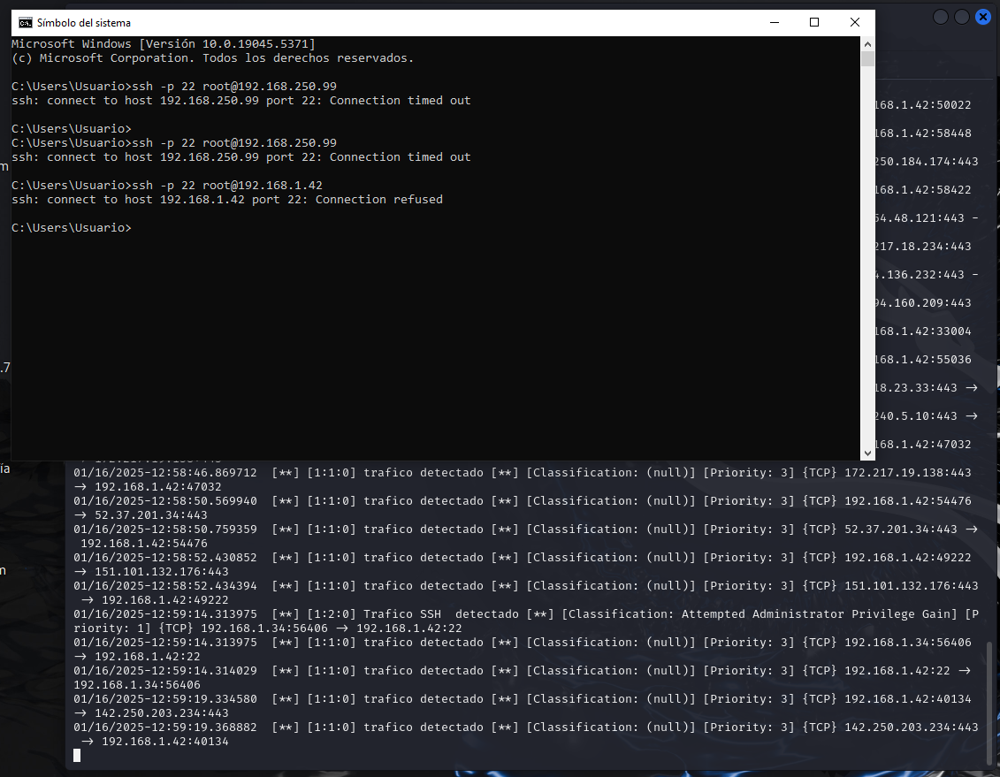 Símbolo del sistema
Microsoft Windows [Versión 10.0.19045.5371]
(c) Microsoft Corporation. Todos los derechos reservados.
C:\Users\Usuario>ssh -p 22 root@192.168.250.99
ssh: connect to host 192.168.250.99 port 22: Connection timed out
C:\Users\Usuario>
C:\Users\Usuario>ssh -p 22 root@192.168.250.99
ssh: connect to host 192.168.250.99 port 22: Connection timed out
C:\Users\Usuario>ssh -p 22 root@192.168.1.42
ssh: connect to host 192.168.1.42 port 22: Connection refused
C:\Users\Usuario>
168.1.42:50022
168.1.42:58448
250.184.174:443
168.1.42:58422
54.48.121:443 -
217.18.234:443
4.136.232:443 -
94.160.209:443
168.1.42:33004
168.1.42:55036
18.23.33:443 →
240.5.10:443 →
168.1.42:47032
01/16/2025-12:58:46.869712  [**] [1:1:0] trafico detectado [**] [Classification: (null)] [Priority: 3] {TCP} 172.217.19.138:443
→ 192.168.1.42:47032
01/16/2025-12:58:50.569940  [**] [1:1:0] trafico detectado [**] [Classification: (null)] [Priority: 3] {TCP} 192.168.1.42:54476
→ 52.37.201.34:443
01/16/2025-12:58:50.759359  [**] [1:1:0] trafico detectado [**] [Classification: (null)] [Priority: 3] {TCP} 52.37.201.34:443 →
192.168.1.42:54476
01/16/2025-12:58:52.430852  [**] [1:1:0] trafico detectado [**] [Classification: (null)] [Priority: 3] {TCP} 192.168.1.42:49222
→ 151.101.132.176:443
01/16/2025-12:58:52.434394  [**] [1:1:0] trafico detectado [**] [Classification: (null)] [Priority: 3] {TCP} 151.101.132.176:443
→ 192.168.1.42:49222
01/16/2025-12:59:14.313975  [**] [1:2:0] Trafico SSH  detectado [**] [Classification: Attempted Administrator Privilege Gain] [P
riority: 1] {TCP} 192.168.1.34:56406 → 192.168.1.42:22
01/16/2025-12:59:14.313975  [**] [1:1:0] trafico detectado [**] [Classification: (null)] [Priority: 3] {TCP} 192.168.1.34:56406
→ 192.168.1.42:22
01/16/2025-12:59:14.314029  [**] [1:1:0] trafico detectado [**] [Classification: (null)] [Priority: 3] {TCP} 192.168.1.42:22 →
192.168.1.34:56406
01/16/2025-12:59:19.334580  [**] [1:1:0] trafico detectado [**] [Classification: (null)] [Priority: 3] {TCP} 192.168.1.42:40134
→ 142.250.203.234:443
01/16/2025-12:59:19.368882  [**] [1:1:0] trafico detectado [**] [Classification: (null)] [Priority: 3] {TCP} 142.250.203.234:443
→ 192.168.1.42:40134